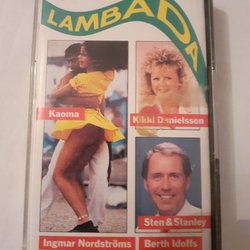 LAMBADA
Kaoma
Kikki Danielsson
Sten & Stanley
Ingmar Nordströms
Berth Idoffs